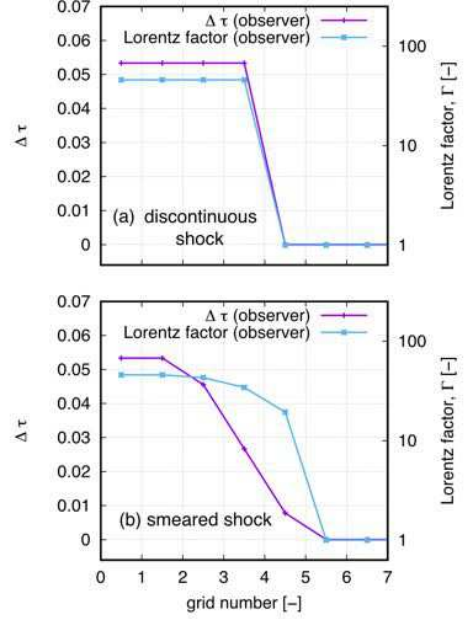 0.07
0.06
0.05
0.04
0.03
0.02
0.01
0
Δ τ
Δ τ (observer)
Lorentz factor (observer)
(a) discontinuous
shock
100
10
1
Lorentz factor, Γ [–]
0.07
0.06
0.05
0.04
0.03
0.02
0.01
0
Δ τ
Δ τ (observer)
Lorentz factor (observer)
(b) smeared shock
100
10
1
Lorentz factor, Γ [–]
0 1 2 3 4 5 6 7
grid number [–]